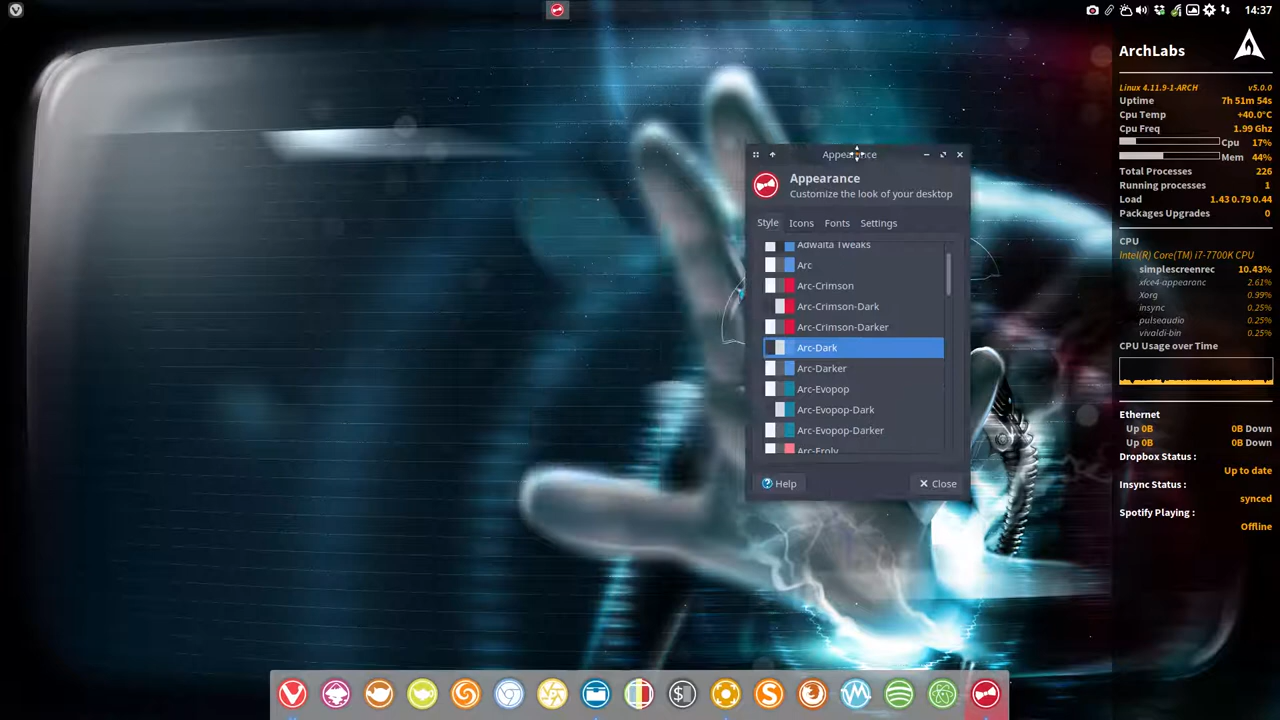 14:37
Appearance
Appearance
Customize the look of your desktop
Style Icons Fonts Settings
Adwaita Tweaks
Arc
Arc-Crimson
Arc-Crimson-Dark
Arc-Crimson-Darker
Arc-Dark
Arc-Darker
Arc-Evopop
Arc-Evopop-Dark
Arc-Evopop-Darker
Arc-Froly
Help Close
ArchLabs
Linux 4.11.9-1-ARCH v5.0.0
Uptime 7h 51m 54s
Cpu Temp +40.0°C
Cpu Freq 1.99 Ghz
Cpu 17%
Mem 44%
Total Processes 226
Running processes 1
Load 1.43 0.79 0.44
Packages Upgrades 0
CPU
Intel(R) Core(TM) i7-7700K CPU
simplescreenrec 10.43%
xfce4-appearanc 2.61%
Xorg 0.99%
insync 0.25%
pulseaudio 0.25%
vivaldi-bin 0.25%
CPU Usage over Time
Ethernet
Up 0B 0B Down
Up 0B 0B Down
Dropbox Status :
Up to date
Insync Status :
synced
Spotify Playing :
Offline